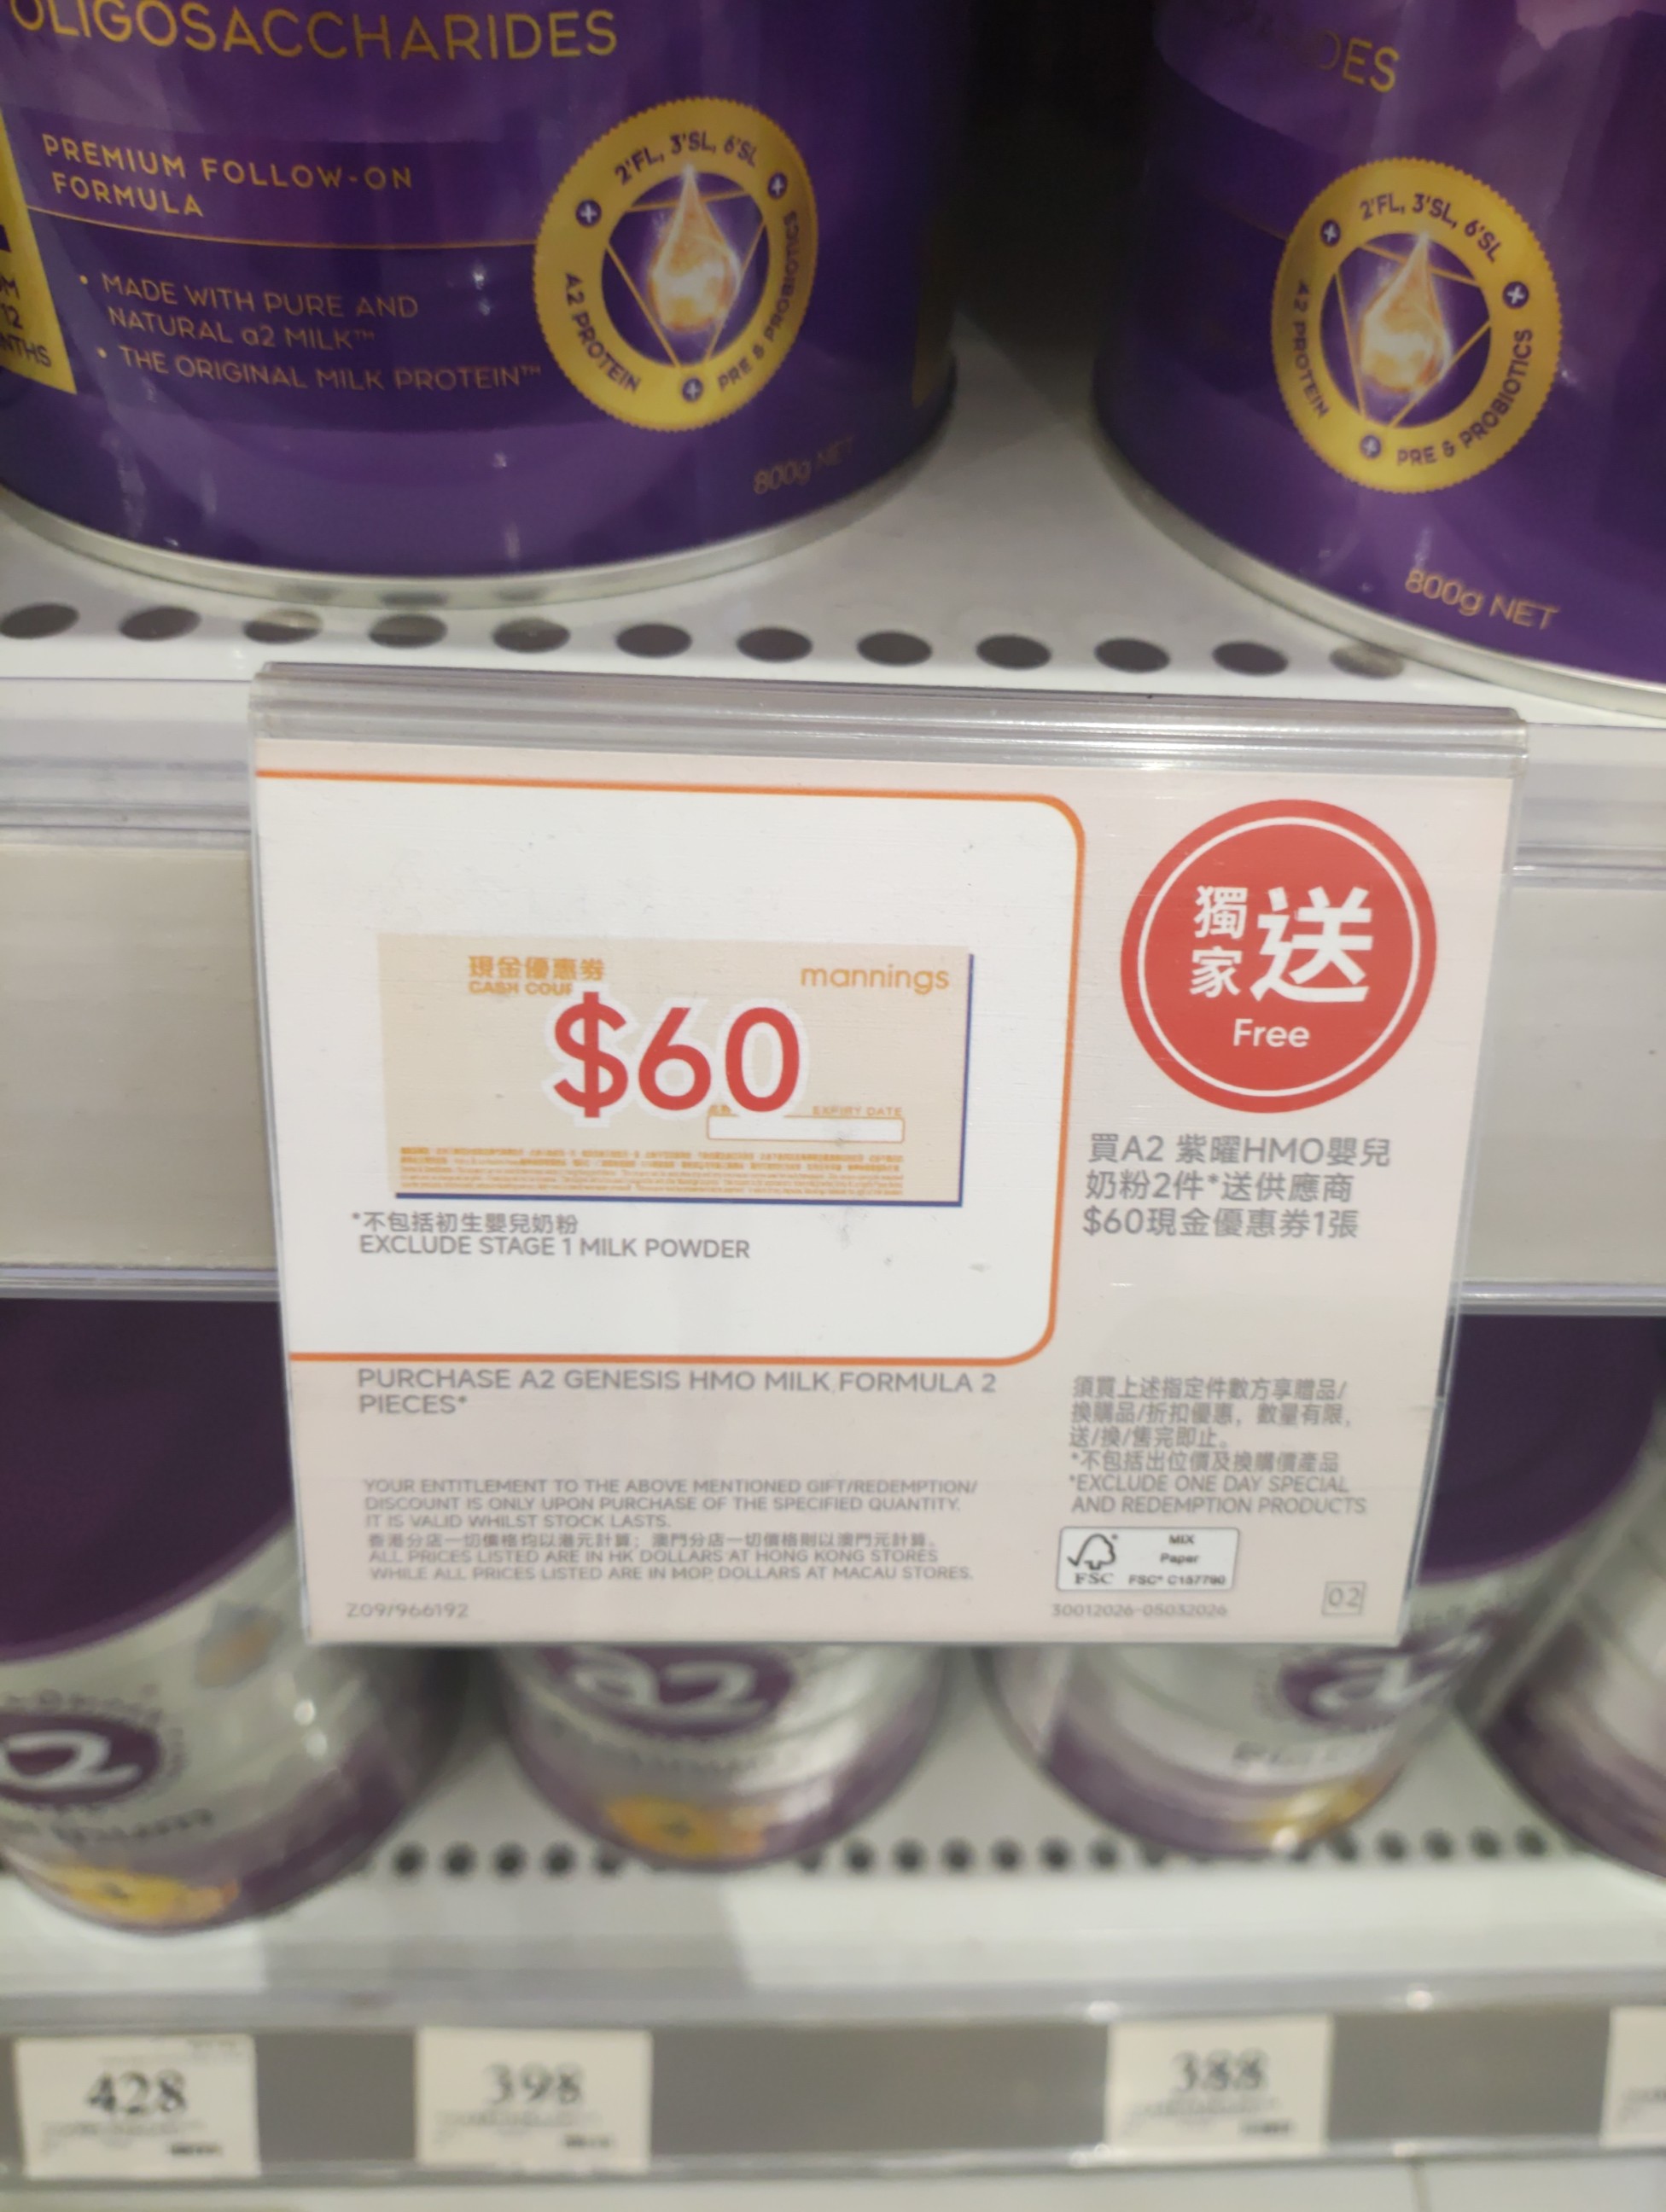 OLIGOSACCHARIDES
PREMIUM FOLLOW-ON
FORMULA
12
• MADE WITH PURE AND
NATURAL a2 MILK™
• THE ORIGINAL MILK PROTEIN™
2'FL, 3'SL, 6'SL
A2 PROTEIN
PRE & PROBIOTICS
800g NET
DES
2'FL, 3'SL, 6'SL
A2 PROTEIN
PRE & PROBIOTICS
800g NET
現金優惠券
CASH COUP
mannings
$60
EXPIRY DATE
*不包括初生嬰兒奶粉
EXCLUDE STAGE 1 MILK POWDER
獨家送
Free
買A2 紫曜HMO嬰兒
奶粉2件*送供應商
$60現金優惠券1張
PURCHASE A2 GENESIS HMO MILK FORMULA 2
PIECES*
YOUR ENTITLEMENT TO THE ABOVE MENTIONED GIFT/REDEMPTION/
DISCOUNT IS ONLY UPON PURCHASE OF THE SPECIFIED QUANTITY.
IT IS VALID WHILST STOCK LASTS.
香港分店一切價格均以港元計算；澳門分店一切價格則以澳門元計算。
ALL PRICES LISTED ARE IN HK DOLLARS AT HONG KONG STORES
WHILE ALL PRICES LISTED ARE IN MOP DOLLARS AT MACAU STORES.
Z09/966192
須買上述指定件數方享贈品/
換購品/折扣優惠，數量有限，
送/換/售完即止。
*不包括出位價及換購價產品
*EXCLUDE ONE DAY SPECIAL
AND REDEMPTION PRODUCTS
FSC
MIX
Paper
FSC® C157790
30012026-05032026
02
a2
a2
428
398
388